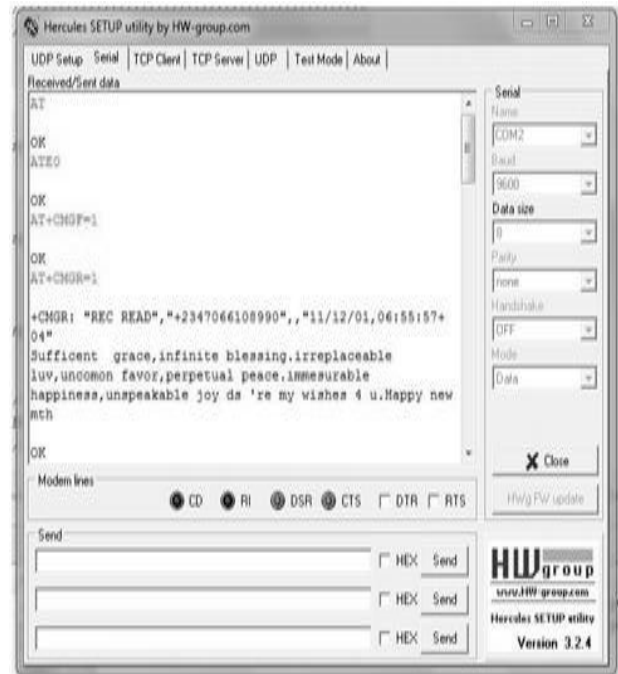 Hercules SETUP utility by HW-group.com
UDP Setup Serial TCP Client TCP Server UDP Test Mode About
Received/Sent data
AT
OK
ATE0
OK
AT+CMGF=1
OK
AT+CMGR=1
+CMGR: "REC READ","+2347066108990",,"11/12/01,06:55:57+
04"
Sufficent grace,infinite blessing.irreplaceable
luv,uncomon favor,perpetual peace.immesurable
happiness,unspeakable joy ds 're my wishes 4 u.Happy new
mth
OK
Serial
Name
COM2
Baud
9600
Data size
8
Parity
none
Handshake
OFF
Mode
Data
Close
HWg FW update
Modem lines
CD RI DSR CTS DTR RTS
Send
HEX Send
HEX Send
HEX Send
HWgroup
www.HW-group.com
Hercules SETUP utility
Version 3.2.4